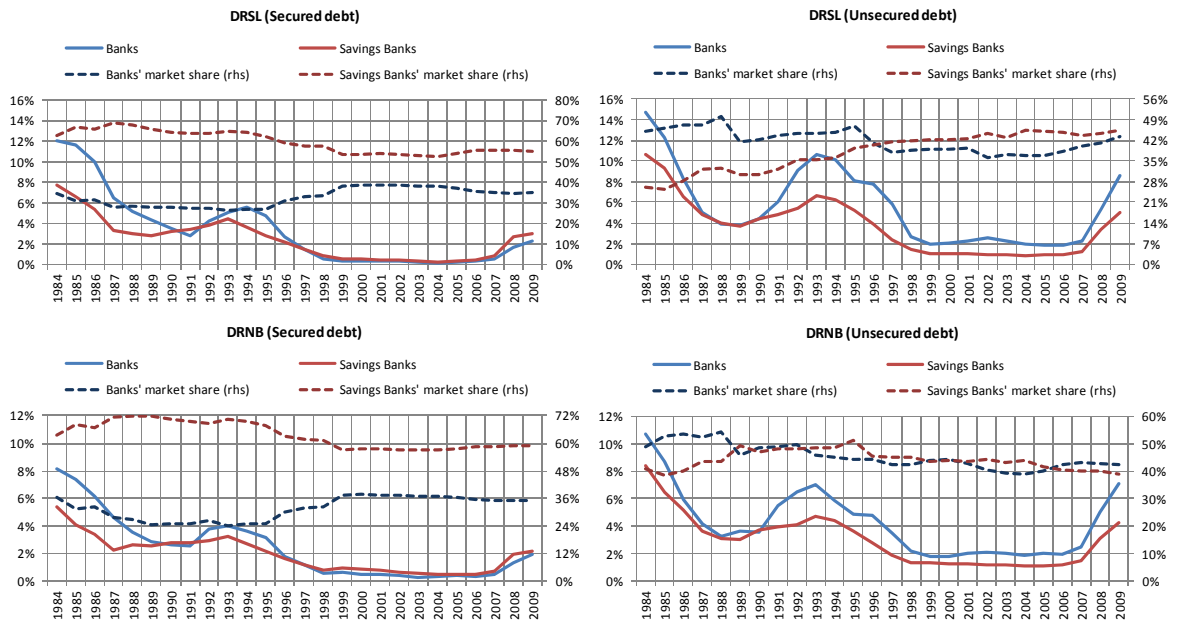 DRSL (Secured debt)
Banks
Savings Banks
Banks' market share (rhs)
Savings Banks' market share (rhs)
16%
14%
12%
10%
8%
6%
4%
2%
0%
80%
70%
60%
50%
40%
30%
20%
10%
0%
1984 1985 1986 1987 1988 1989 1990 1991 1992 1993 1994 1995 1996 1997 1998 1999 2000 2001 2002 2003 2004 2005 2006 2007 2008 2009
DRSL (Unsecured debt)
Banks
Savings Banks
Banks' market share (rhs)
Savings Banks' market share (rhs)
16%
14%
12%
10%
8%
6%
4%
2%
0%
56%
49%
42%
35%
28%
21%
14%
7%
0%
1984 1985 1986 1987 1988 1989 1990 1991 1992 1993 1994 1995 1996 1997 1998 1999 2000 2001 2002 2003 2004 2005 2006 2007 2008 2009
DRNB (Secured debt)
Banks
Savings Banks
Banks' market share (rhs)
Savings Banks' market share (rhs)
12%
10%
8%
6%
4%
2%
0%
72%
60%
48%
36%
24%
12%
0%
1984 1985 1986 1987 1988 1989 1990 1991 1992 1993 1994 1995 1996 1997 1998 1999 2000 2001 2002 2003 2004 2005 2006 2007 2008 2009
DRNB (Unsecured debt)
Banks
Savings Banks
Banks' market share (rhs)
Savings Banks' market share (rhs)
12%
10%
8%
6%
4%
2%
0%
60%
50%
40%
30%
20%
10%
0%
1984 1985 1986 1987 1988 1989 1990 1991 1992 1993 1994 1995 1996 1997 1998 1999 2000 2001 2002 2003 2004 2005 2006 2007 2008 2009